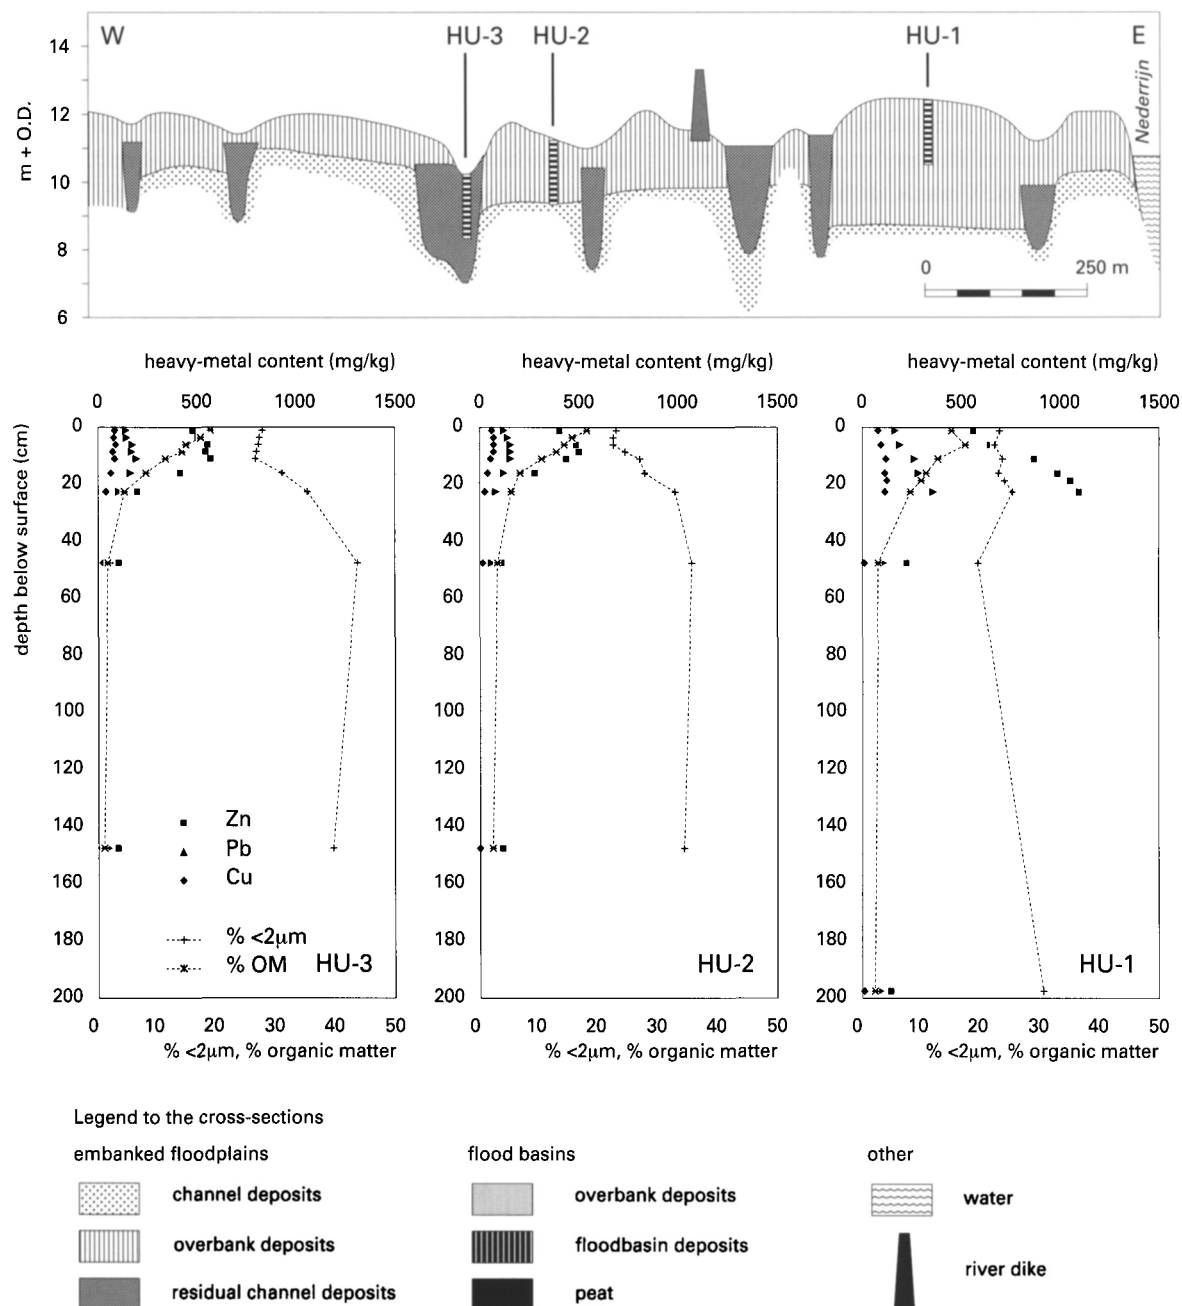 W HU-3 HU-2 HU-1 E
Nederrijn
m + O.D.
14
12
10
8
6
0 250 m
heavy-metal content (mg/kg)
0 500 1000 1500
depth below surface (cm)
0
20
40
60
80
100
120
140
160
180
200
Zn
Pb
Cu
% <2μm
% OM
HU-3
0 10 20 30 40 50
% <2μm, % organic matter
heavy-metal content (mg/kg)
0 500 1000 1500
0
20
40
60
80
100
120
140
160
180
200
HU-2
0 10 20 30 40 50
% <2μm, % organic matter
heavy-metal content (mg/kg)
0 500 1000 1500
0
20
40
60
80
100
120
140
160
180
200
HU-1
0 10 20 30 40 50
% <2μm, % organic matter
Legend to the cross-sections
embanked floodplains
channel deposits
overbank deposits
residual channel deposits
flood basins
overbank deposits
floodbasin deposits
peat
other
water
river dike